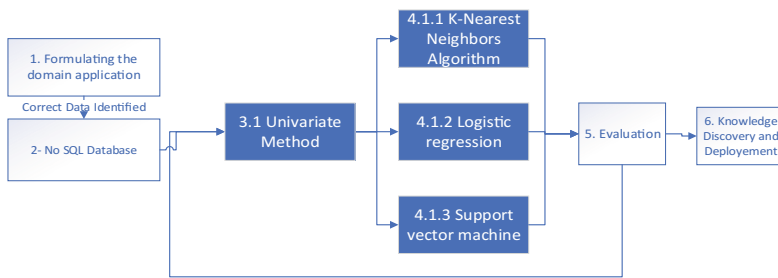 1. Formulating the
domain application
Correct Data Identified
2- No SQL Database
3.1 Univariate
Method
4.1.1 K-Nearest
Neighbors
Algorithm
4.1.2 Logistic
regression
4.1.3 Support
vector machine
5. Evaluation
6. Knowledge
Discovery and
Deployement